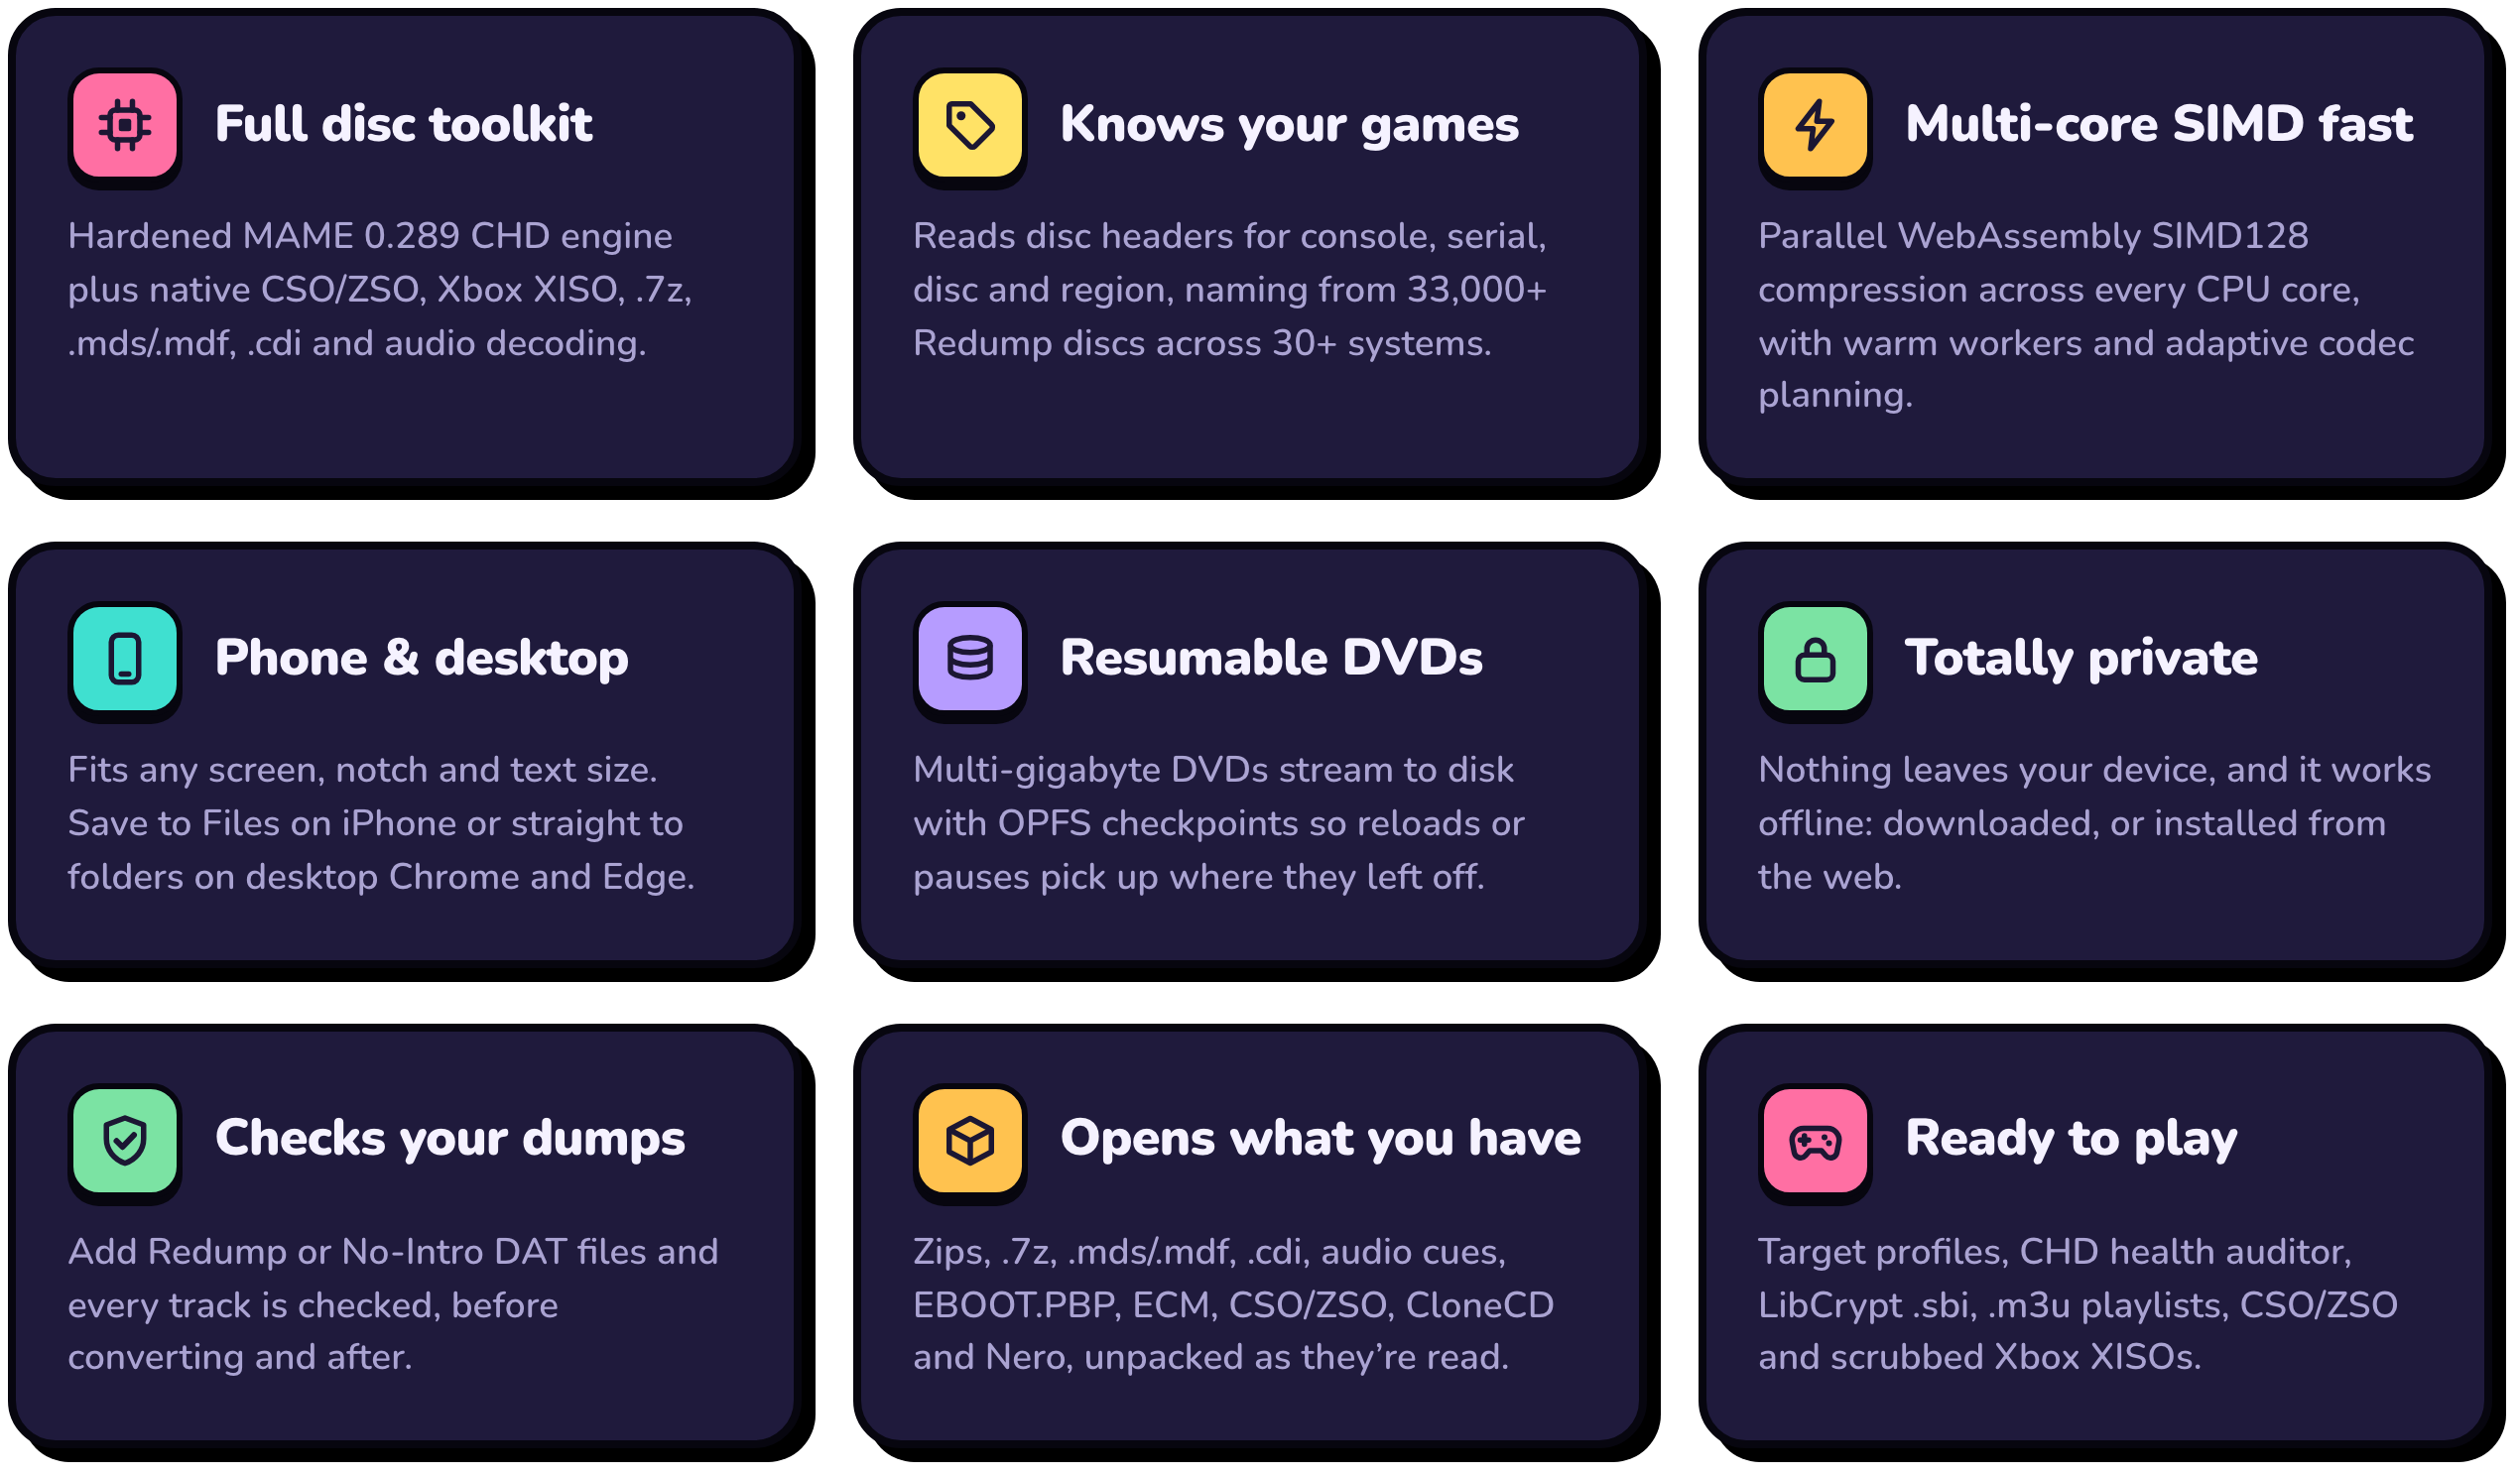 Full disc toolkit
Hardened MAME 0.289 CHD engine
plus native CSO/ZSO, Xbox XISO, .7z,
.mds/.mdf, .cdi and audio decoding.
Knows your games
Reads disc headers for console, serial,
disc and region, naming from 33,000+
Redump discs across 30+ systems.
Multi-core SIMD fast
Parallel WebAssembly SIMD128
compression across every CPU core,
with warm workers and adaptive codec
planning.
Phone & desktop
Fits any screen, notch and text size.
Save to Files on iPhone or straight to
folders on desktop Chrome and Edge.
Resumable DVDs
Multi-gigabyte DVDs stream to disk
with OPFS checkpoints so reloads or
pauses pick up where they left off.
Totally private
Nothing leaves your device, and it works
offline: downloaded, or installed from
the web.
Checks your dumps
Add Redump or No-Intro DAT files and
every track is checked, before
converting and after.
Opens what you have
Zips, .7z, .mds/.mdf, .cdi, audio cues,
EBOOT.PBP, ECM, CSO/ZSO, CloneCD
and Nero, unpacked as they’re read.
Ready to play
Target profiles, CHD health auditor,
LibCrypt .sbi, .m3u playlists, CSO/ZSO
and scrubbed Xbox XISOs.